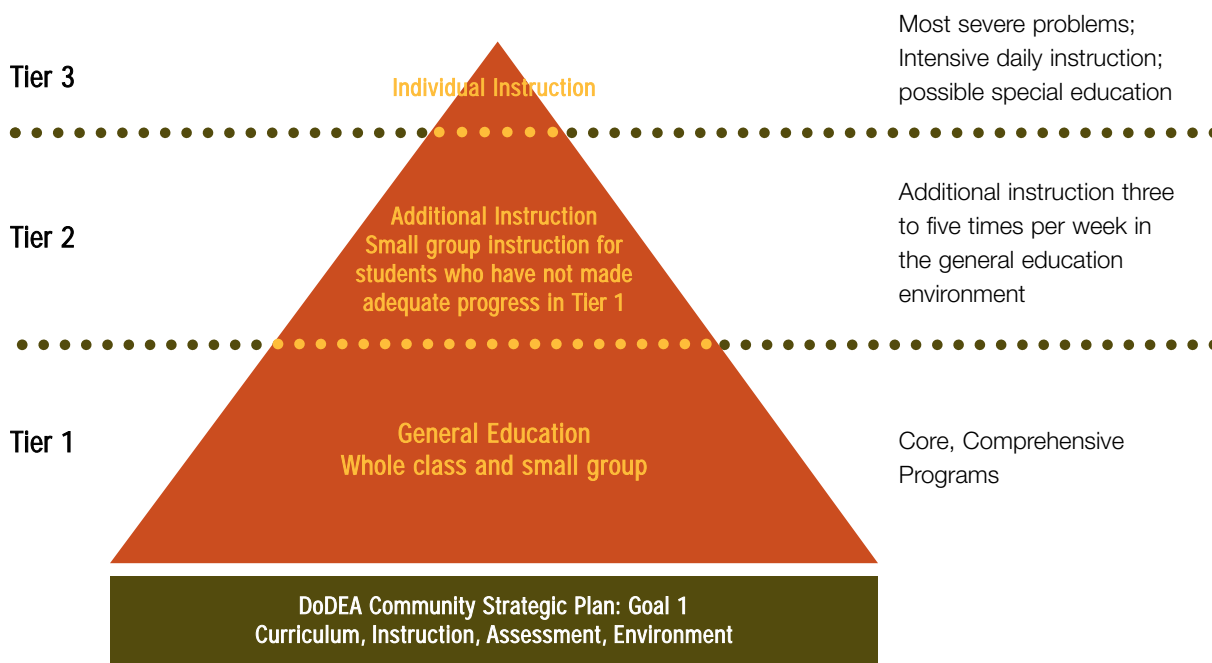 Tier 3
Individual Instruction
Most severe problems;
Intensive daily instruction;
possible special education
Tier 2
Additional Instruction
Small group instruction for
students who have not made
adequate progress in Tier 1
Additional instruction three
to five times per week in
the general education
environment
Tier 1
General Education
Whole class and small group
Core, Comprehensive
Programs
DoDEA Community Strategic Plan: Goal 1
Curriculum, Instruction, Assessment, Environment